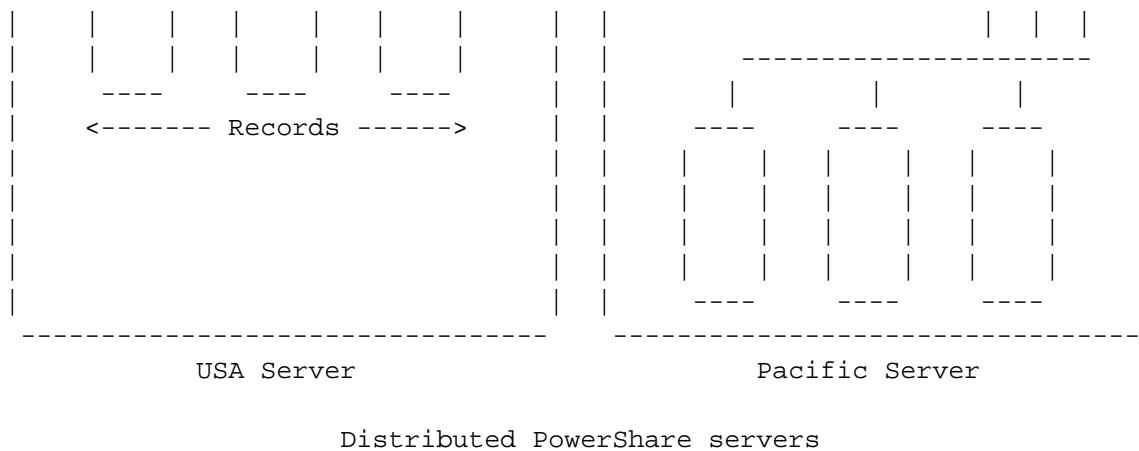 <------- Records ------>
USA Server Pacific Server
Distributed PowerShare servers